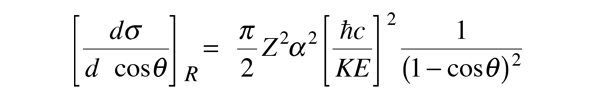 [dσ/d cosθ]_R = π/2 Z²α² [ħc/KE]² 1/(1−cosθ)²